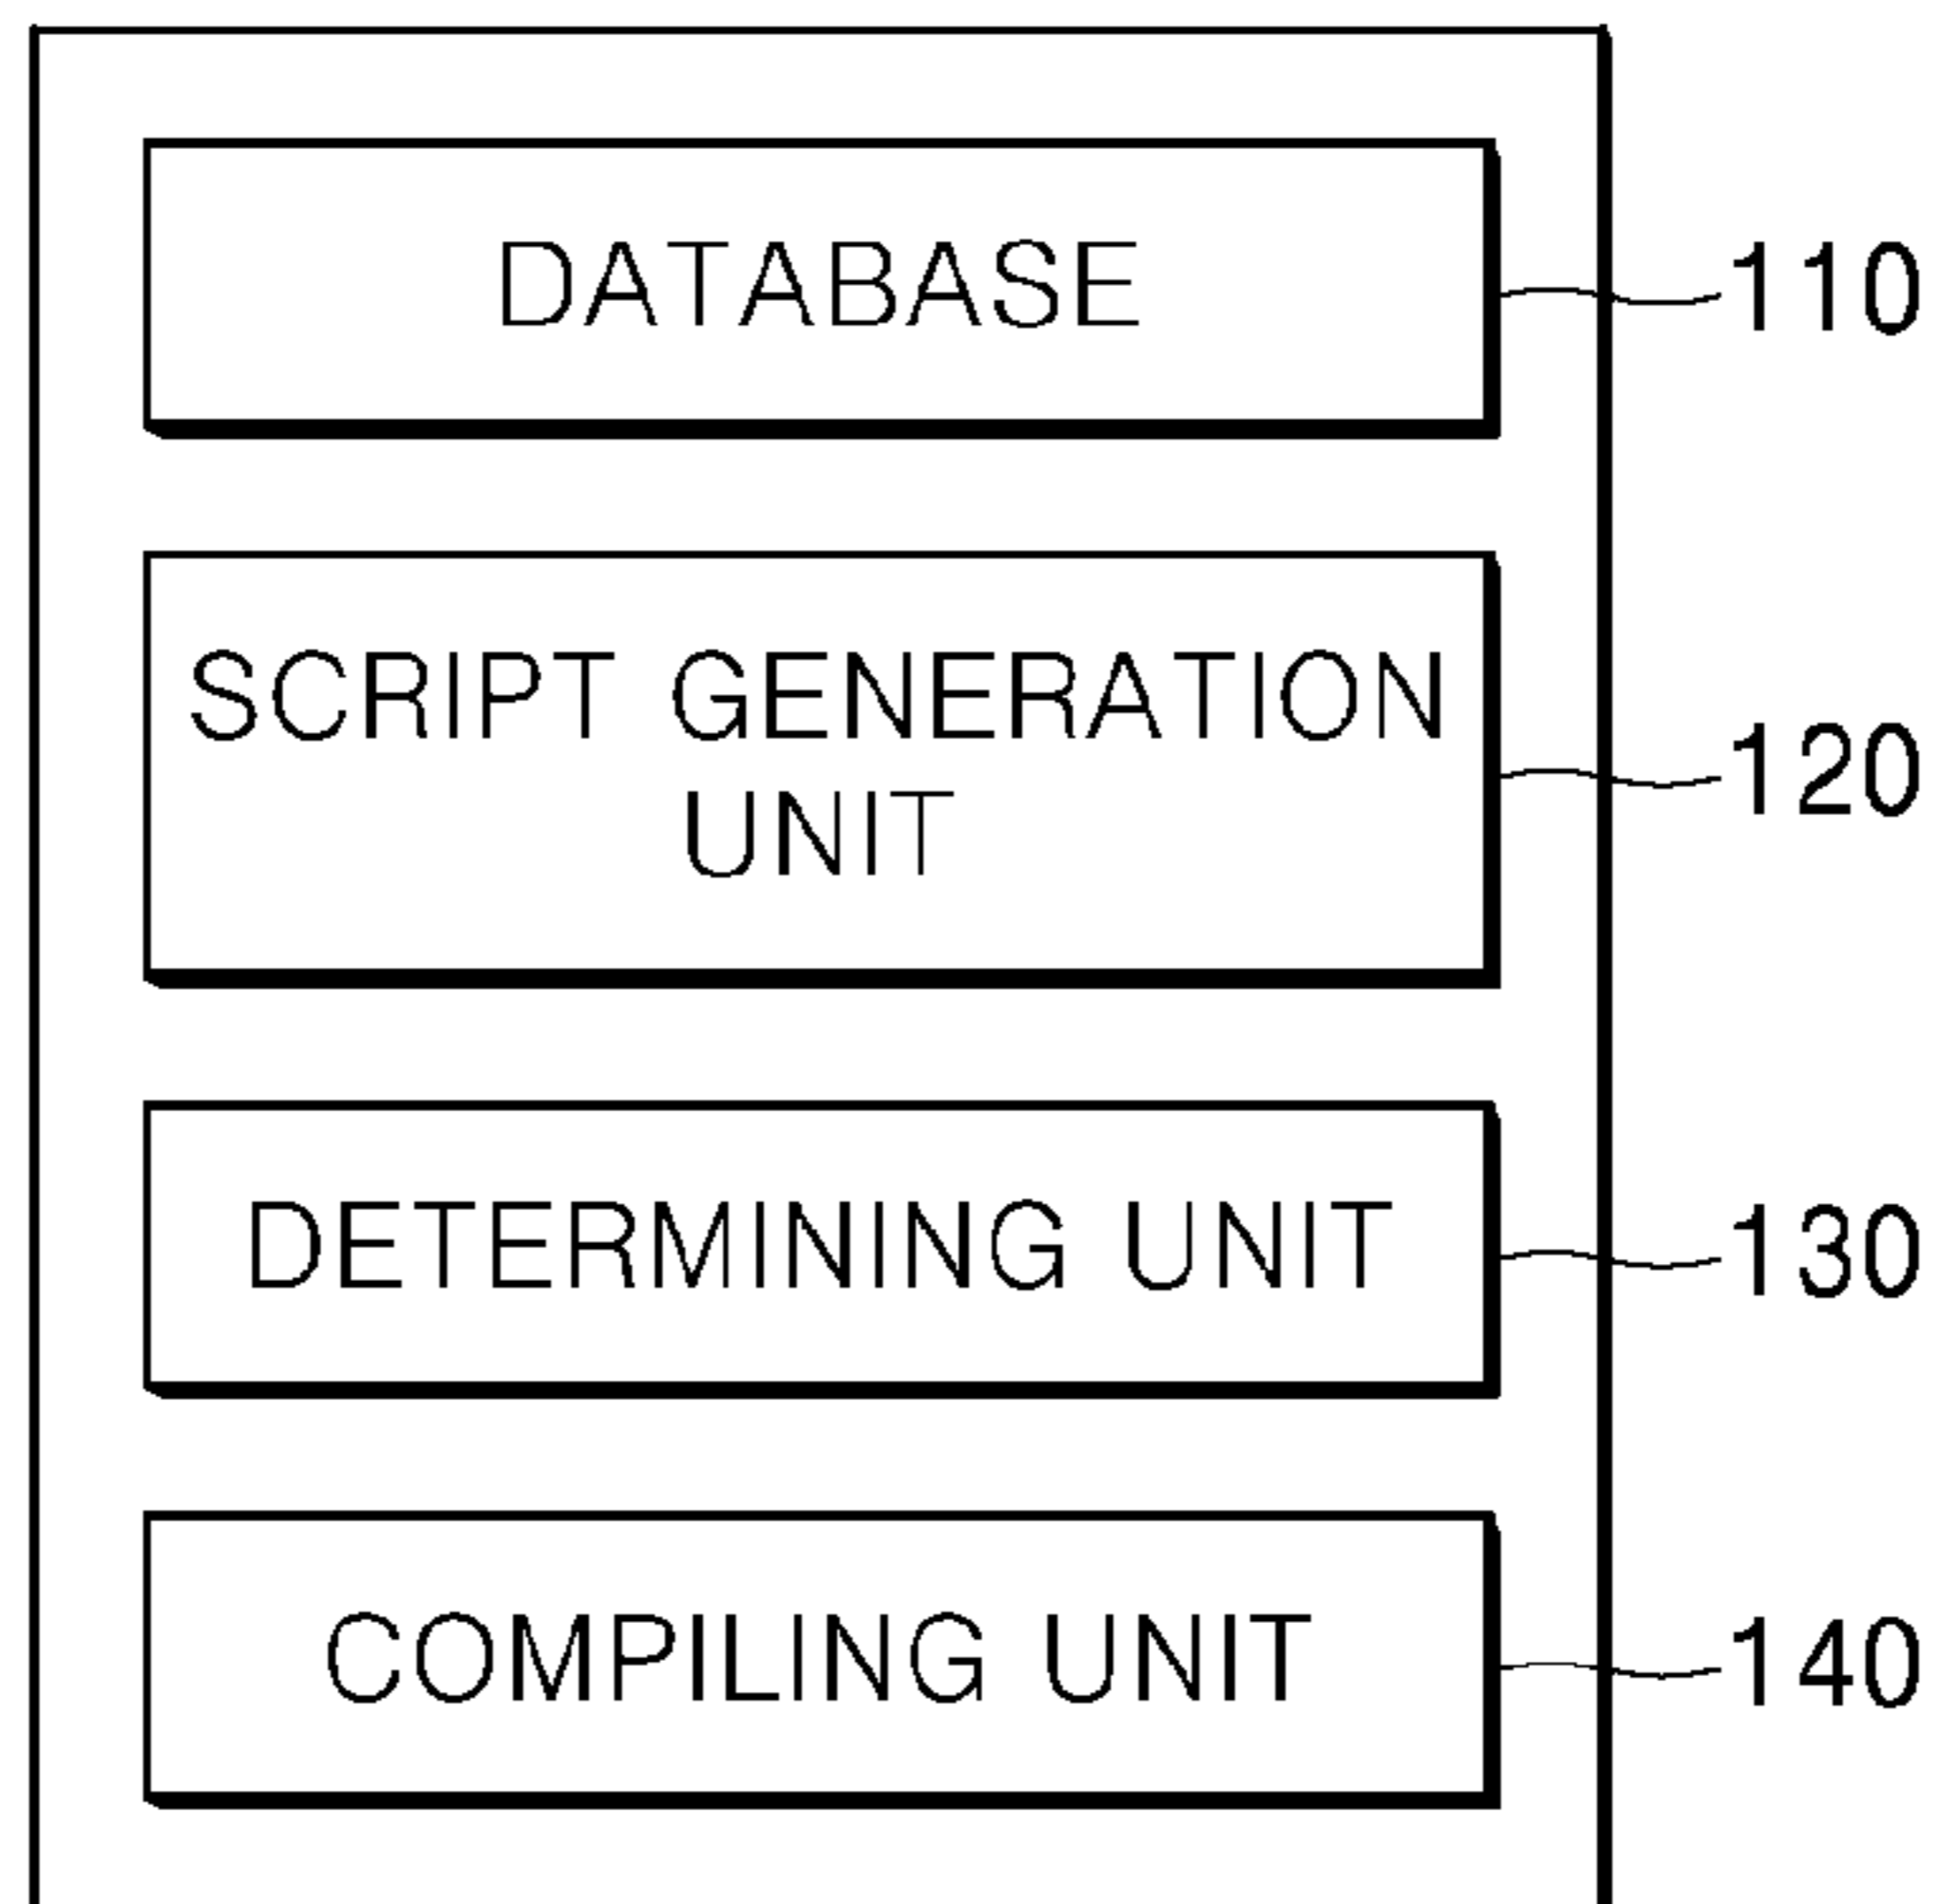 DATABASE
110
SCRIPT GENERATION
UNIT
120
DETERMINING UNIT
130
COMPILING UNIT
140